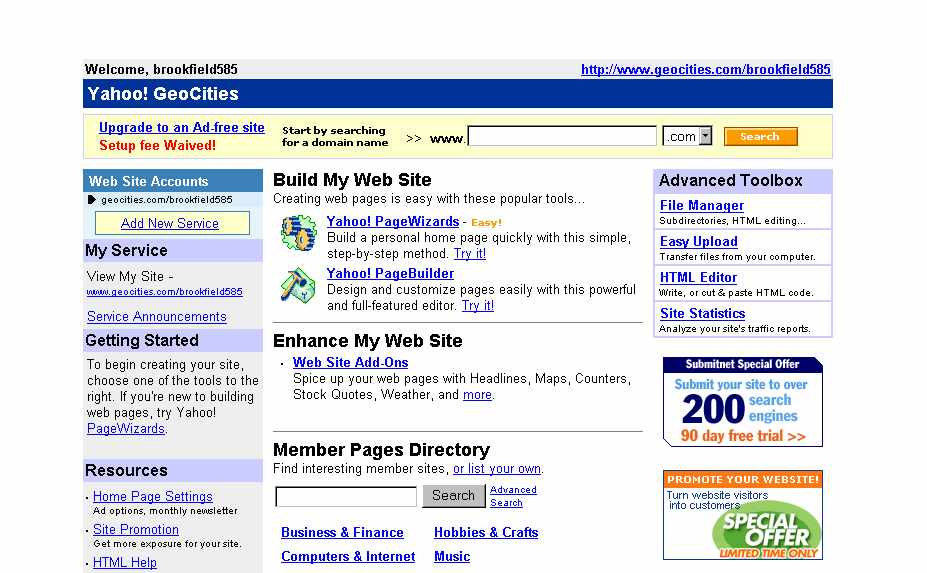 Welcome, brookfield585
http://www.geocities.com/brookfield585
Yahoo! GeoCities
Upgrade to an Ad-free site
Setup fee Waived!
Start by searching
for a domain name
>> www.
.com
Search
Web Site Accounts
geocities.com/brookfield585
Add New Service
My Service
View My Site -
www.geocities.com/brookfield585
Service Announcements
Getting Started
To begin creating your site,
choose one of the tools to the
right. If you're new to building
web pages, try Yahoo!
PageWizards.
Resources
· Home Page Settings
Ad options, monthly newsletter
· Site Promotion
Get more exposure for your site.
· HTML Help
Build My Web Site
Creating web pages is easy with these popular tools...
Yahoo! PageWizards - Easy!
Build a personal home page quickly with this simple,
step-by-step method. Try it!
Yahoo! PageBuilder
Design and customize pages easily with this powerful
and full-featured editor. Try it!
Enhance My Web Site
· Web Site Add-Ons
Spice up your web pages with Headlines, Maps, Counters,
Stock Quotes, Weather, and more.
Member Pages Directory
Find interesting member sites, or list your own.
Search
Advanced
Search
Business & Finance
Hobbies & Crafts
Computers & Internet
Music
Advanced Toolbox
File Manager
Subdirectories, HTML editing...
Easy Upload
Transfer files from your computer.
HTML Editor
Write, or cut & paste HTML code.
Site Statistics
Analyze your site's traffic reports.
Submitnet Special Offer
Submit your site to over
200 search
engines
90 day free trial >>
PROMOTE YOUR WEBSITE!
Turn website visitors
into customers.
SPECIAL
OFFER
LIMITED TIME ONLY